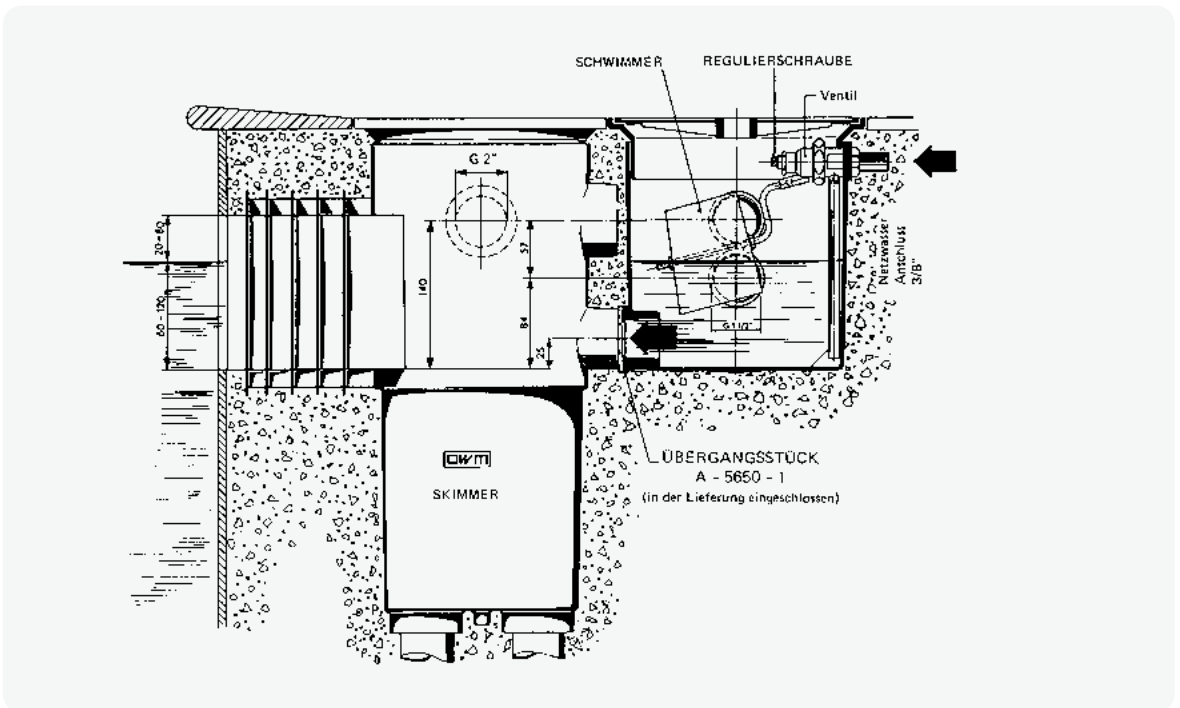 SCHWIMMER
REGULIERSCHRAUBE
Ventil
G 2"
20-80
60-120
140
57
84
25
G 1 1/2"
Netzwasser
Anschluss
3/8"
ÜBERGANGSSTÜCK
A - 5650 - 1
(in der Lieferung eingeschlossen)
OWM
SKIMMER